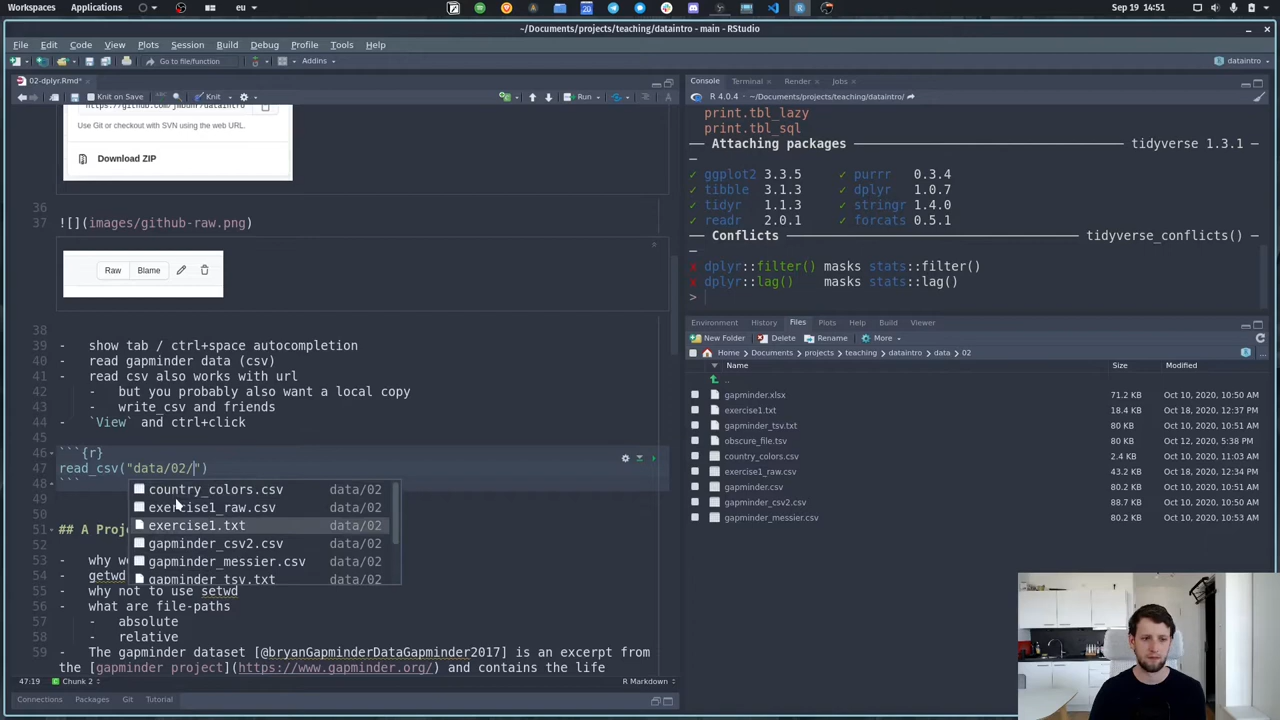 Workspaces
Applications
20
eu
Sep 19 14:51
~/Documents/projects/teaching/dataintro - main - RStudio
File Edit Code View Plots Session Build Debug Profile Tools Help
Go to file/function
Addins
dataintro
02-dplyr.Rmd*
Knit on Save
Knit
Run
https://github.com/jmbuhr/dataintro
Use Git or checkout with SVN using the web URL.
Download ZIP
36
37 ![](images/github-raw.png)
Raw Blame
38
39 - show tab / ctrl+space autocompletion
40 - read gapminder data (csv)
41 - read csv also works with url
42 - but you probably also want a local copy
43 - write_csv and friends
44 - `View` and ctrl+click
45
46 ```{r}
47 read_csv("data/02/")
48 ```
49
country_colors.csv data/02
exercise1_raw.csv data/02
exercise1.txt data/02
gapminder_csv2.csv data/02
gapminder_messier.csv data/02
gapminder_tsv.txt data/02
51 ## A Proj
52
53 - why w
54 - getwd
55 - why not to use setwd
56 - what are file-paths
57 - absolute
58 - relative
59 - The gapminder dataset [@bryanGapminderDataGapminder2017] is an excerpt from
the [gapminder project](https://www.gapminder.org/) and contains the life
47:19 Chunk 2 R Markdown
Connections Packages Git Tutorial
Console Terminal Render Jobs
R 4.0.4 · ~/Documents/projects/teaching/dataintro/
print.tbl_lazy
print.tbl_sql
── Attaching packages ── tidyverse 1.3.1 ─
─
✓ ggplot2 3.3.5 ✓ purrr 0.3.4
✓ tibble 3.1.3 ✓ dplyr 1.0.7
✓ tidyr 1.1.3 ✓ stringr 1.4.0
✓ readr 2.0.1 ✓ forcats 0.5.1
── Conflicts ── tidyverse_conflicts()
─
x dplyr::filter() masks stats::filter()
x dplyr::lag() masks stats::lag()
>
Environment History Files Plots Help Build Viewer
New Folder Delete Rename More
Home Documents projects teaching dataintro data 02
Name Size Modified
..
gapminder.xlsx 71.2 KB Oct 10, 2020, 10:50 AM
exercise1.txt 18.4 KB Oct 18, 2020, 12:37 PM
gapminder_tsv.txt 80 KB Oct 10, 2020, 10:50 AM
obscure_file.tsv 80 KB Oct 12, 2020, 5:38 PM
country_colors.csv 2.4 KB Oct 10, 2020, 11:03 AM
exercise1_raw.csv 43.2 KB Oct 18, 2020, 12:34 PM
gapminder.csv 80 KB Oct 10, 2020, 10:50 AM
gapminder_csv2.csv 88.7 KB Oct 10, 2020, 10:50 AM
gapminder_messier.csv 80 KB Oct 10, 2020, 10:53 AM